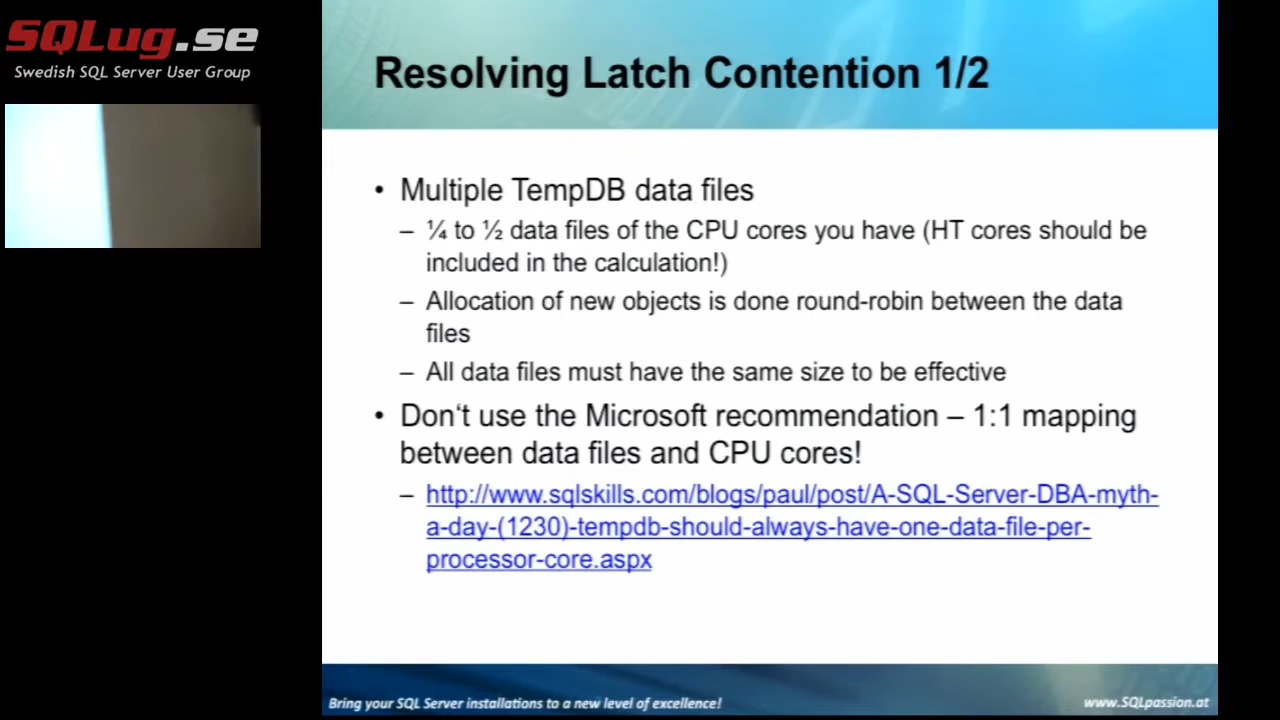 SQLug.se
Swedish SQL Server User Group
Resolving Latch Contention 1/2
• Multiple TempDB data files
– ¼ to ½ data files of the CPU cores you have (HT cores should be
included in the calculation!)
– Allocation of new objects is done round-robin between the data
files
– All data files must have the same size to be effective
• Don‘t use the Microsoft recommendation – 1:1 mapping
between data files and CPU cores!
– http://www.sqlskills.com/blogs/paul/post/A-SQL-Server-DBA-myth-
a-day-(1230)-tempdb-should-always-have-one-data-file-per-
processor-core.aspx
Bring your SQL Server installations to a new level of excellence!
www.SQLpassion.at